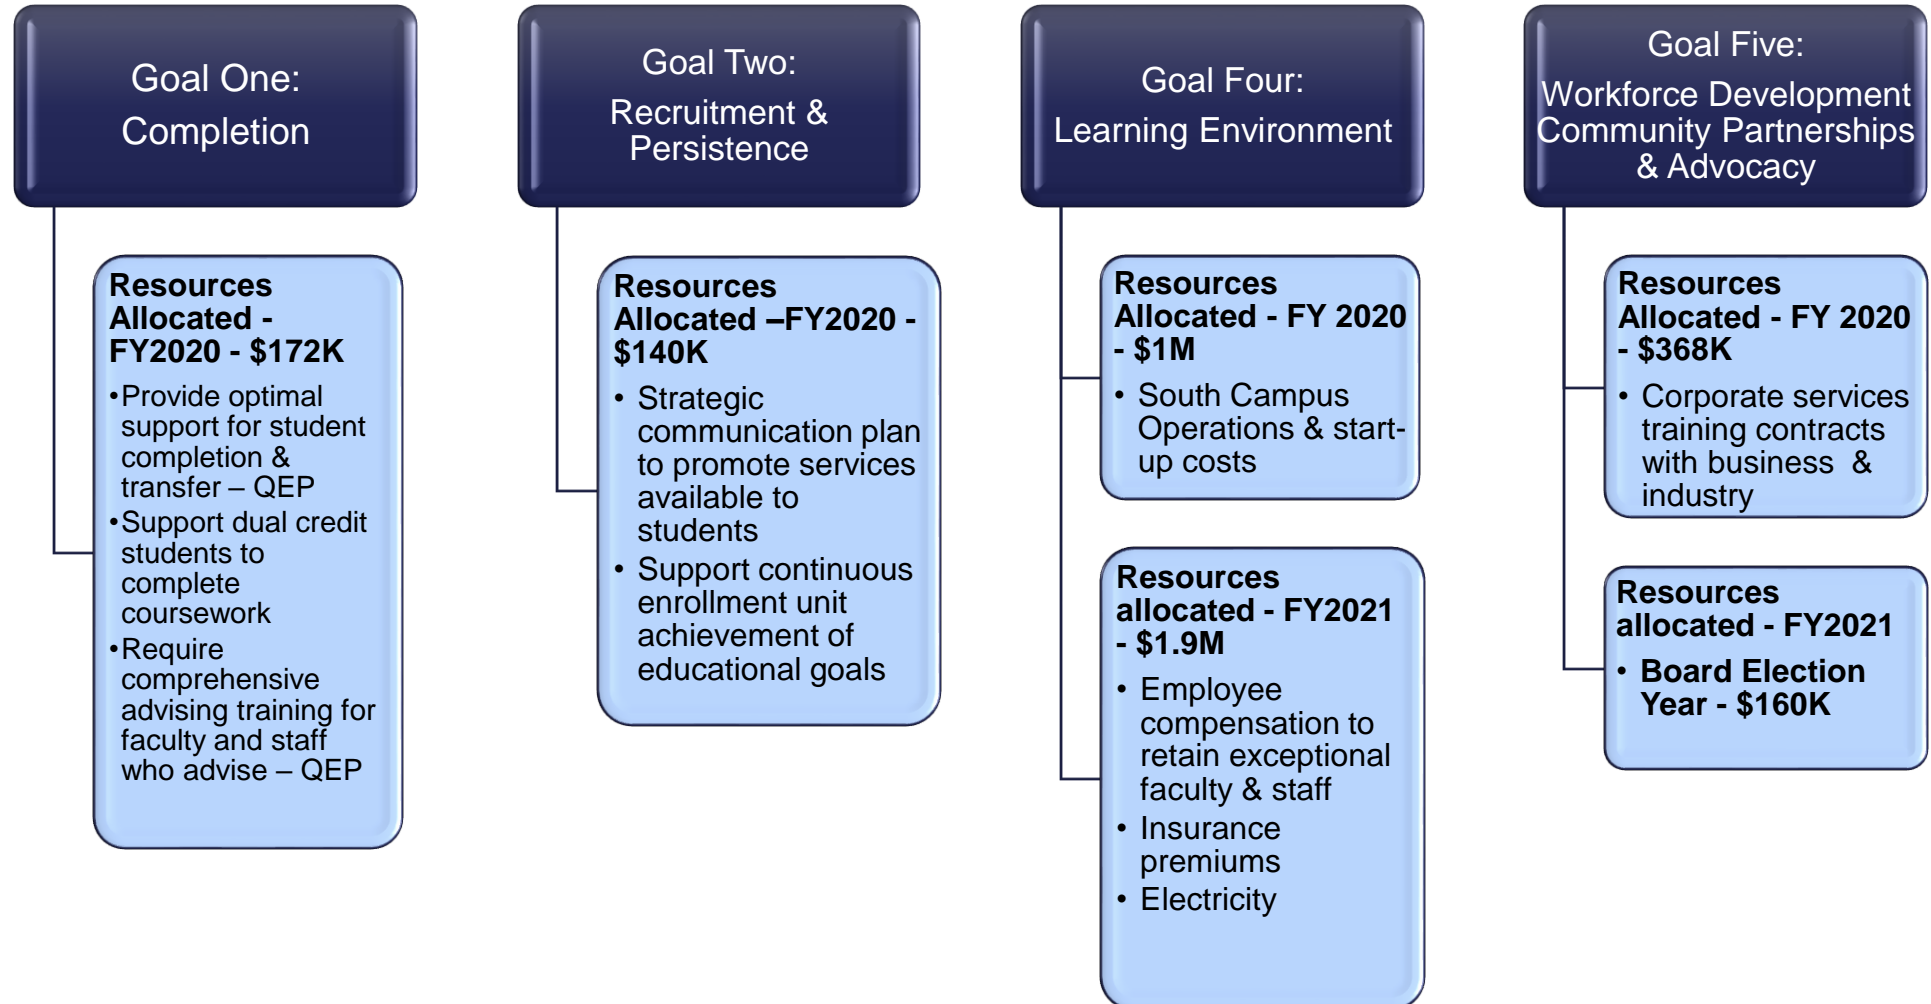 Goal One:
Completion
Resources
Allocated -
FY2020 - $172K
•Provide optimal
support for student
completion &
transfer – QEP
•Support dual credit
students to
complete
coursework
•Require
comprehensive
advising training for
faculty and staff
who advise – QEP
Goal Two:
Recruitment &
Persistence
Resources
Allocated –FY2020 -
$140K
• Strategic
communication plan
to promote services
available to
students
• Support continuous
enrollment unit
achievement of
educational goals
Goal Four:
Learning Environment
Resources
Allocated - FY 2020
- $1M
• South Campus
Operations & start-
up costs
Resources
allocated - FY2021
- $1.9M
• Employee
compensation to
retain exceptional
faculty & staff
• Insurance
premiums
• Electricity
Goal Five:
Workforce Development
Community Partnerships
& Advocacy
Resources
Allocated - FY 2020
- $368K
• Corporate services
training contracts
with business  &
industry
Resources
allocated - FY2021
• Board Election
Year - $160K